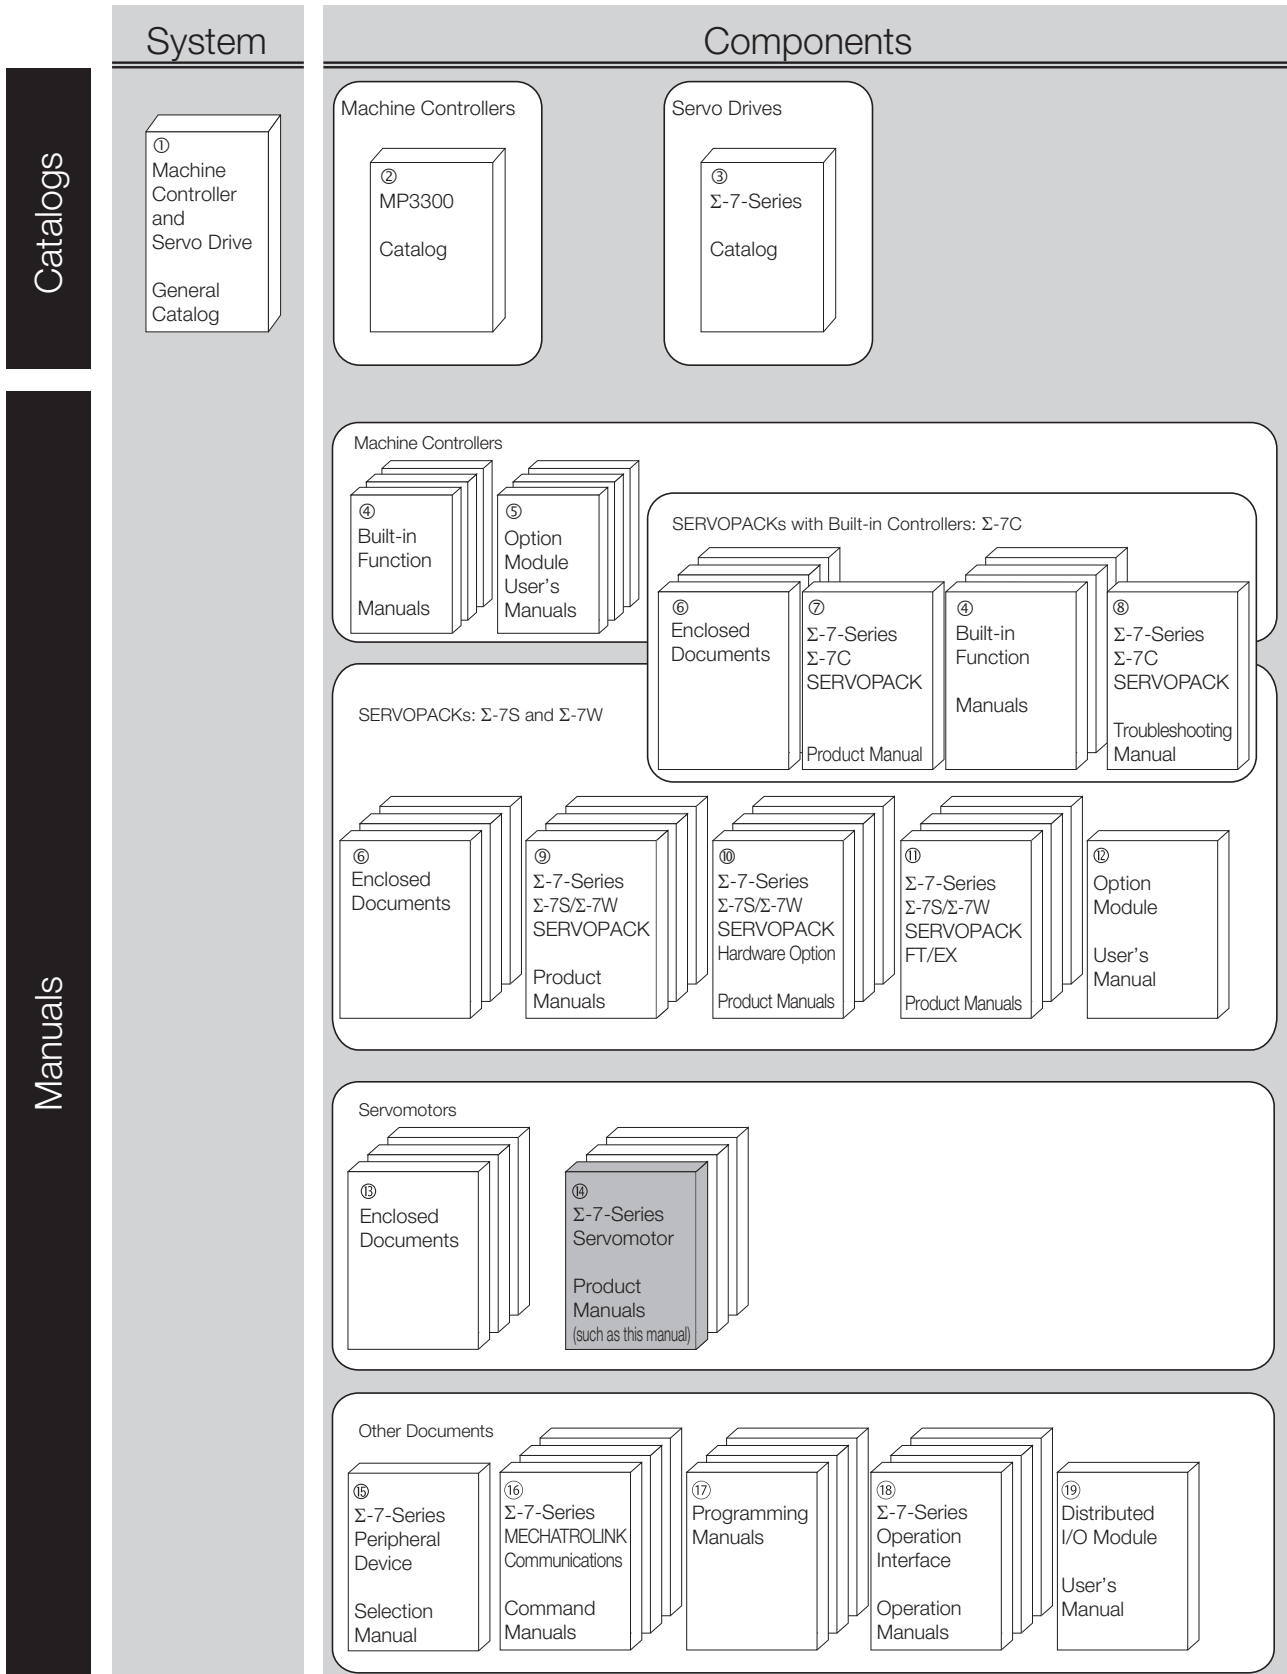 System
Components
Catalogs
①
Machine
Controller
and
Servo Drive
General
Catalog
Machine Controllers
②
MP3300
Catalog
Servo Drives
③
Σ-7-Series
Catalog
Manuals
Machine Controllers
④
Built-in
Function
Manuals
⑤
Option
Module
User's
Manuals
SERVOPACKs with Built-in Controllers: Σ-7C
⑥
Enclosed
Documents
⑦
Σ-7-Series
Σ-7C
SERVOPACK
Product Manual
④
Built-in
Function
Manuals
⑧
Σ-7-Series
Σ-7C
SERVOPACK
Troubleshooting
Manual
SERVOPACKs: Σ-7S and Σ-7W
⑥
Enclosed
Documents
⑨
Σ-7-Series
Σ-7S/Σ-7W
SERVOPACK
Product
Manuals
⑩
Σ-7-Series
Σ-7S/Σ-7W
SERVOPACK
Hardware Option
Product Manuals
⑪
Σ-7-Series
Σ-7S/Σ-7W
SERVOPACK
FT/EX
Product Manuals
⑫
Option
Module
User's
Manual
Servomotors
⑬
Enclosed
Documents
⑭
Σ-7-Series
Servomotor
Product
Manuals
(such as this manual)
Other Documents
⑮
Σ-7-Series
Peripheral
Device
Selection
Manual
⑯
Σ-7-Series
MECHATROLINK
Communications
Command
Manuals
⑰
Programming
Manuals
⑱
Σ-7-Series
Operation
Interface
Operation
Manuals
⑲
Distributed
I/O Module
User's
Manual